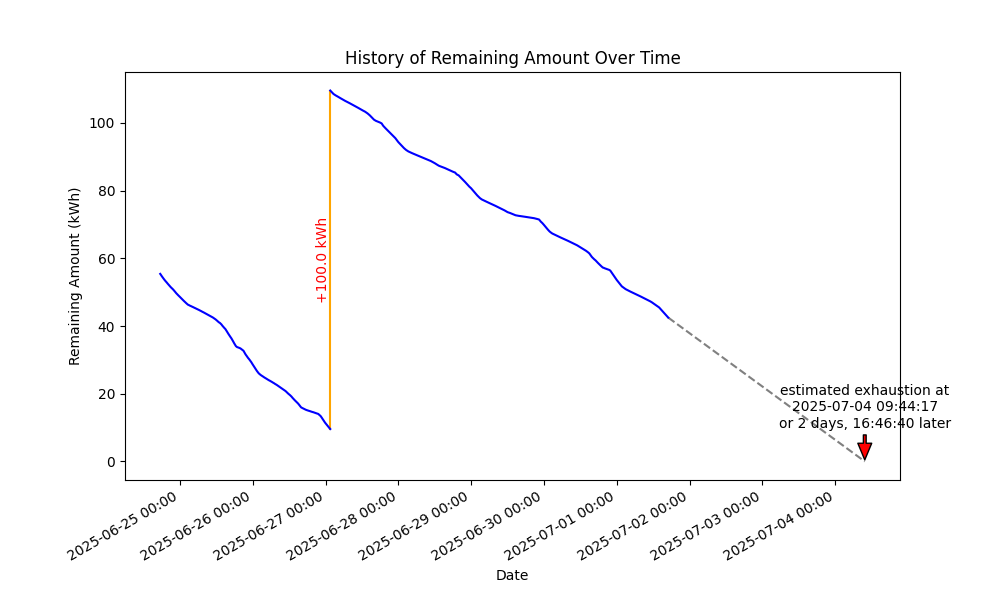 History of Remaining Amount Over Time
Remaining Amount (kWh)
100
80
60
40
20
0
+100.0 kWh
estimated exhaustion at
2025-07-04 09:44:17
or 2 days, 16:46:40 later
2025-06-25 00:00
2025-06-26 00:00
2025-06-27 00:00
2025-06-28 00:00
2025-06-29 00:00
2025-06-30 00:00
2025-07-01 00:00
2025-07-02 00:00
2025-07-03 00:00
2025-07-04 00:00
Date